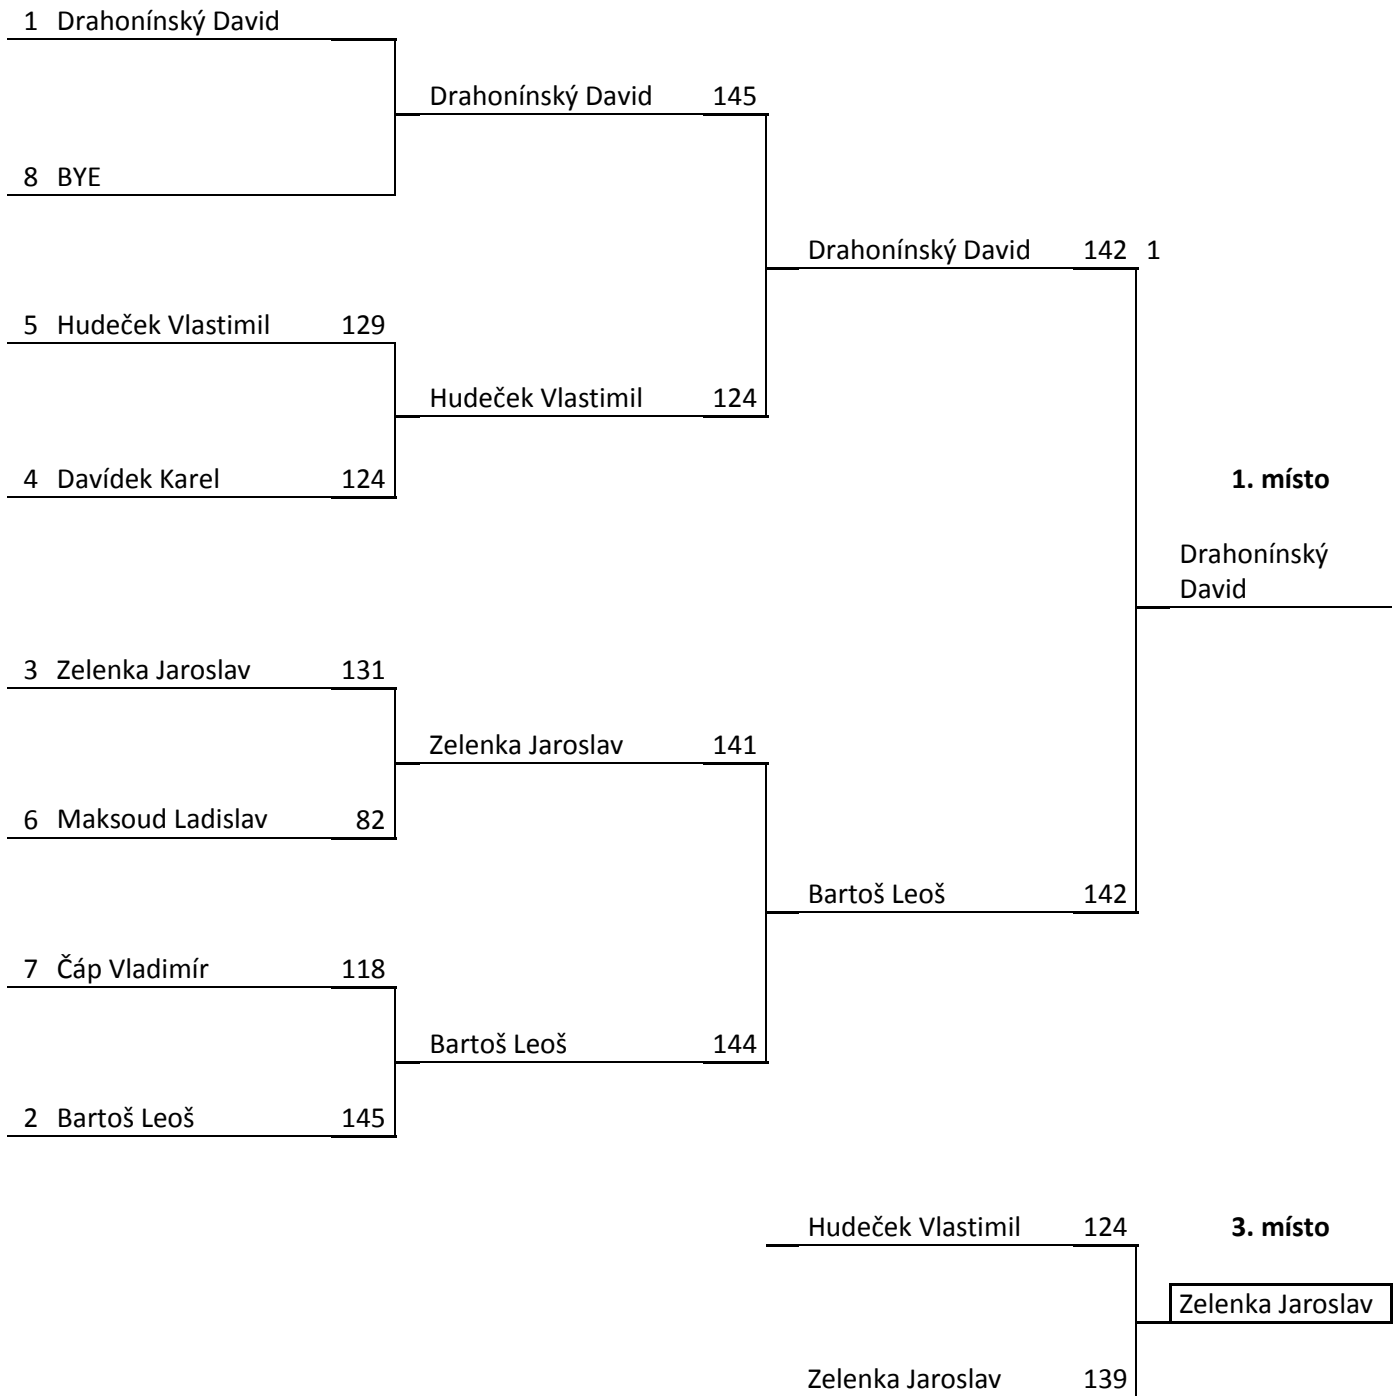 1 Drahonínský David
Drahonínský David 145
8 BYE
Drahonínský David 142 1
5 Hudeček Vlastimil 129
Hudeček Vlastimil 124
4 Davídek Karel 124
1. místo
Drahonínský
David
3 Zelenka Jaroslav 131
Zelenka Jaroslav 141
6 Maksoud Ladislav 82
Bartoš Leoš 142
7 Čáp Vladimír 118
Bartoš Leoš 144
2 Bartoš Leoš 145
Hudeček Vlastimil 124
3. místo
Zelenka Jaroslav
Zelenka Jaroslav 139